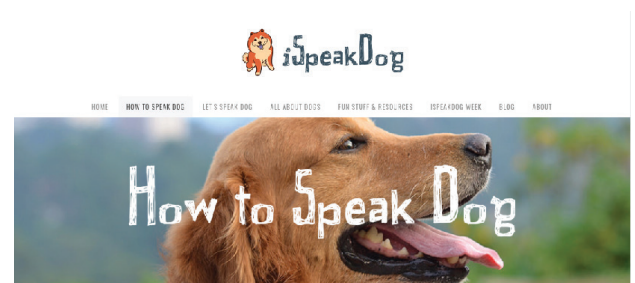 iSpeakDog
HOME HOW TO SPEAK DOG LET'S SPEAK DOG ALL ABOUT DOGS FUN STUFF & RESOURCES ISPEAKDOG WEEK BLOG ABOUT
How to Speak Dog